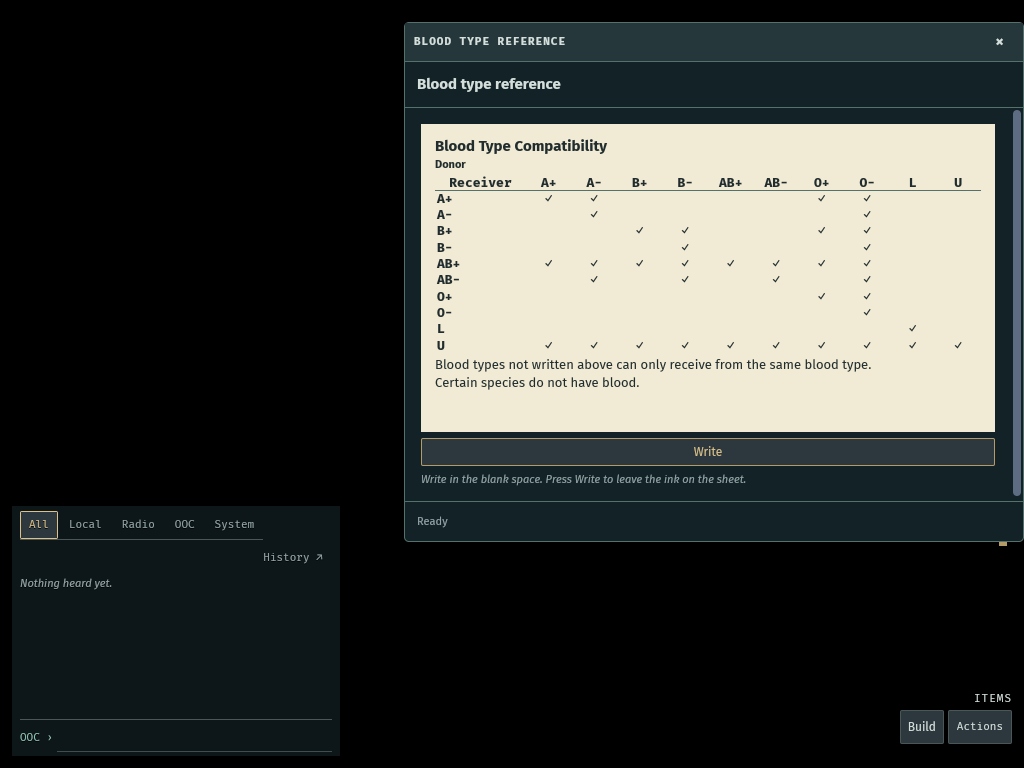 BLOOD TYPE REFERENCE ✖
Blood type reference
Blood Type Compatibility
Donor
Receiver A+ A- B+ B- AB+ AB- O+ O- L U
A+ ✓ ✓ ✓ ✓
A- ✓ ✓
B+ ✓ ✓ ✓ ✓
B- ✓ ✓
AB+ ✓ ✓ ✓ ✓ ✓ ✓ ✓ ✓
AB- ✓ ✓ ✓ ✓
O+ ✓ ✓
O- ✓
L ✓
U ✓ ✓ ✓ ✓ ✓ ✓ ✓ ✓ ✓ ✓
Blood types not written above can only receive from the same blood type.
Certain species do not have blood.
Write
Write in the blank space. Press Write to leave the ink on the sheet.
Ready
All Local Radio OOC System
History ↗
Nothing heard yet.
OOC ›
ITEMS
Build Actions